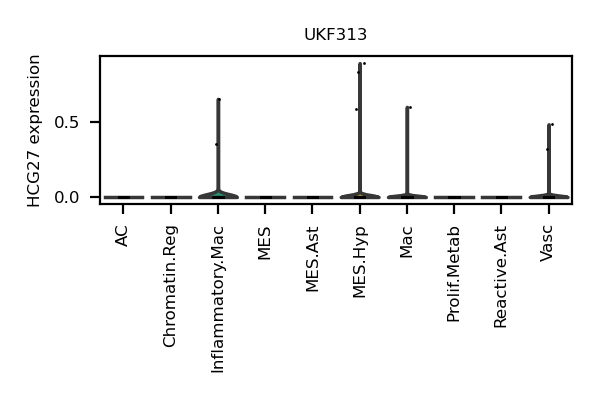 UKF313
HCG27 expression
0.5
0.0
AC
Chromatin.Reg
Inflammatory.Mac
MES
MES.Ast
MES.Hyp
Mac
Prolif.Metab
Reactive.Ast
Vasc